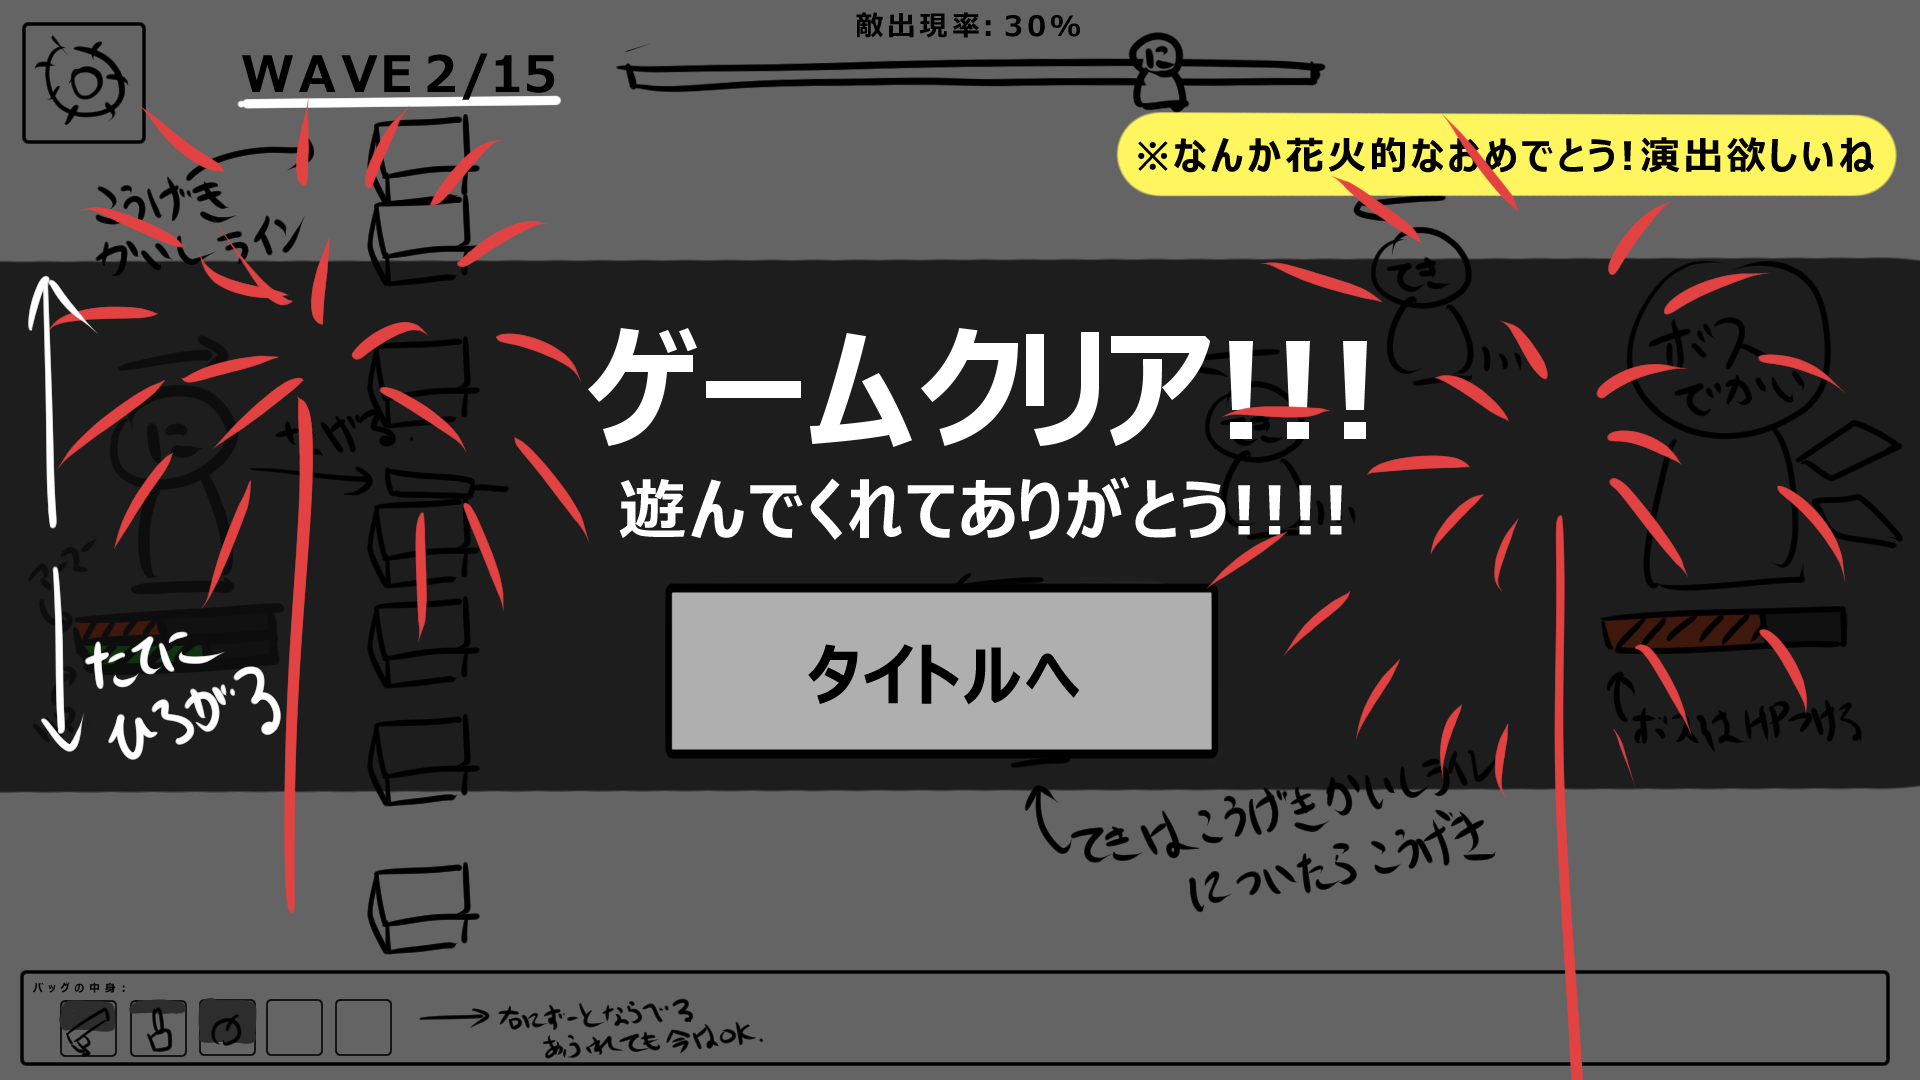 敵出現率: 30%
WAVE 2/15
に
※なんか花火的なおめでとう!演出欲しいね
こうげき
かいしライン
てき
ボス
でかい
ゲームクリア!!!
遊んでくれてありがとう!!!!
タイトルへ
たてに
ひろがる
ボスはHPつける
てきはこうげきかいしライン
についたらこうげき
バッグの中身:
右にずーとならべる
あふれても今はOK.